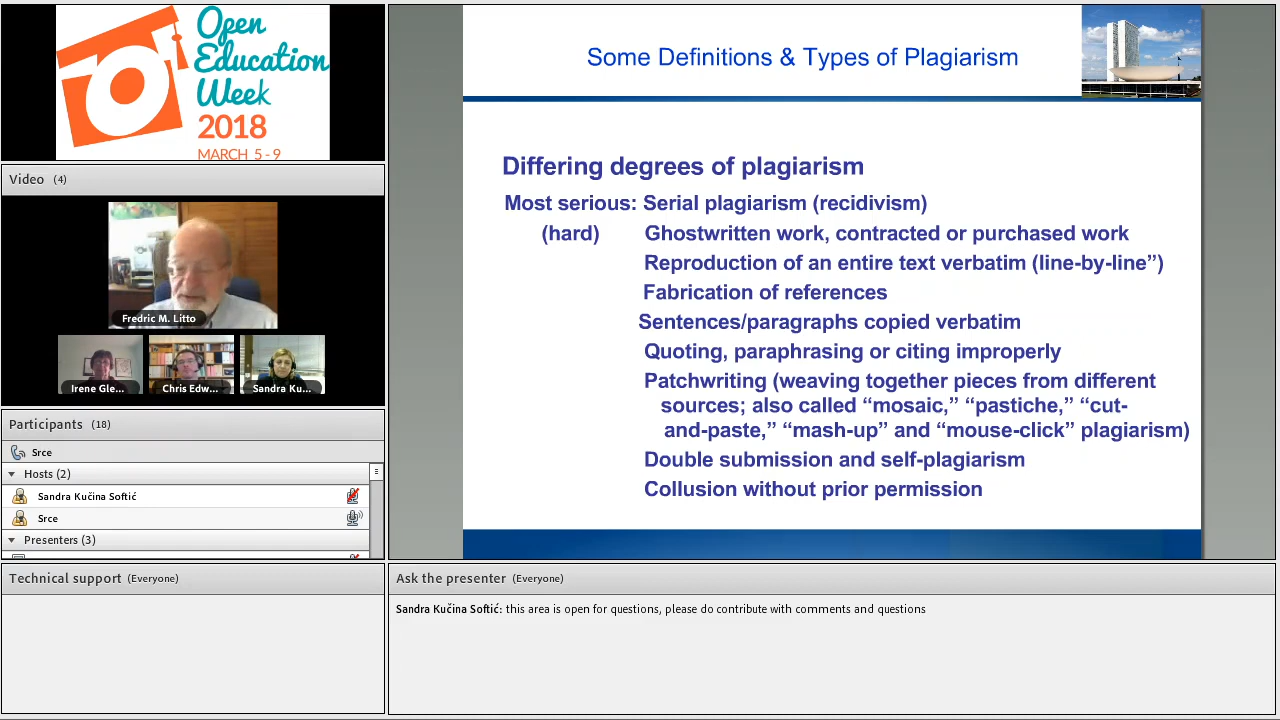 Open
Education
Week
2018
MARCH 5 - 9
Video (4)
Fredric M. Litto
Irene Gle...
Chris Edw...
Sandra Ku...
Participants (18)
Srce
Hosts (2)
Sandra Kučina Softić
Srce
Presenters (3)
Technical support (Everyone)
Some Definitions & Types of Plagiarism
Differing degrees of plagiarism
Most serious: Serial plagiarism (recidivism)
(hard) Ghostwritten work, contracted or purchased work
Reproduction of an entire text verbatim (line-by-line”)
Fabrication of references
Sentences/paragraphs copied verbatim
Quoting, paraphrasing or citing improperly
Patchwriting (weaving together pieces from different
sources; also called “mosaic,” “pastiche,” “cut-
and-paste,” “mash-up” and “mouse-click” plagiarism)
Double submission and self-plagiarism
Collusion without prior permission
Ask the presenter (Everyone)
Sandra Kučina Softić: this area is open for questions, please do contribute with comments and questions